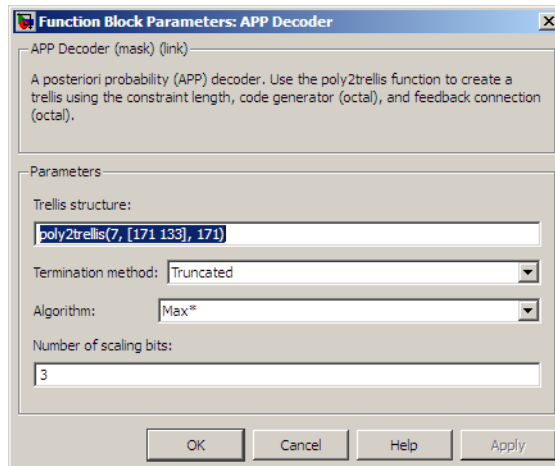 Function Block Parameters: APP Decoder
APP Decoder (mask) (link)
A posteriori probability (APP) decoder. Use the poly2trellis function to create a
trellis using the constraint length, code generator (octal), and feedback connection
(octal).
Parameters
Trellis structure:
poly2trellis(7, [171 133], 171)
Termination method: Truncated
Algorithm: Max*
Number of scaling bits:
3
OK Cancel Help Apply